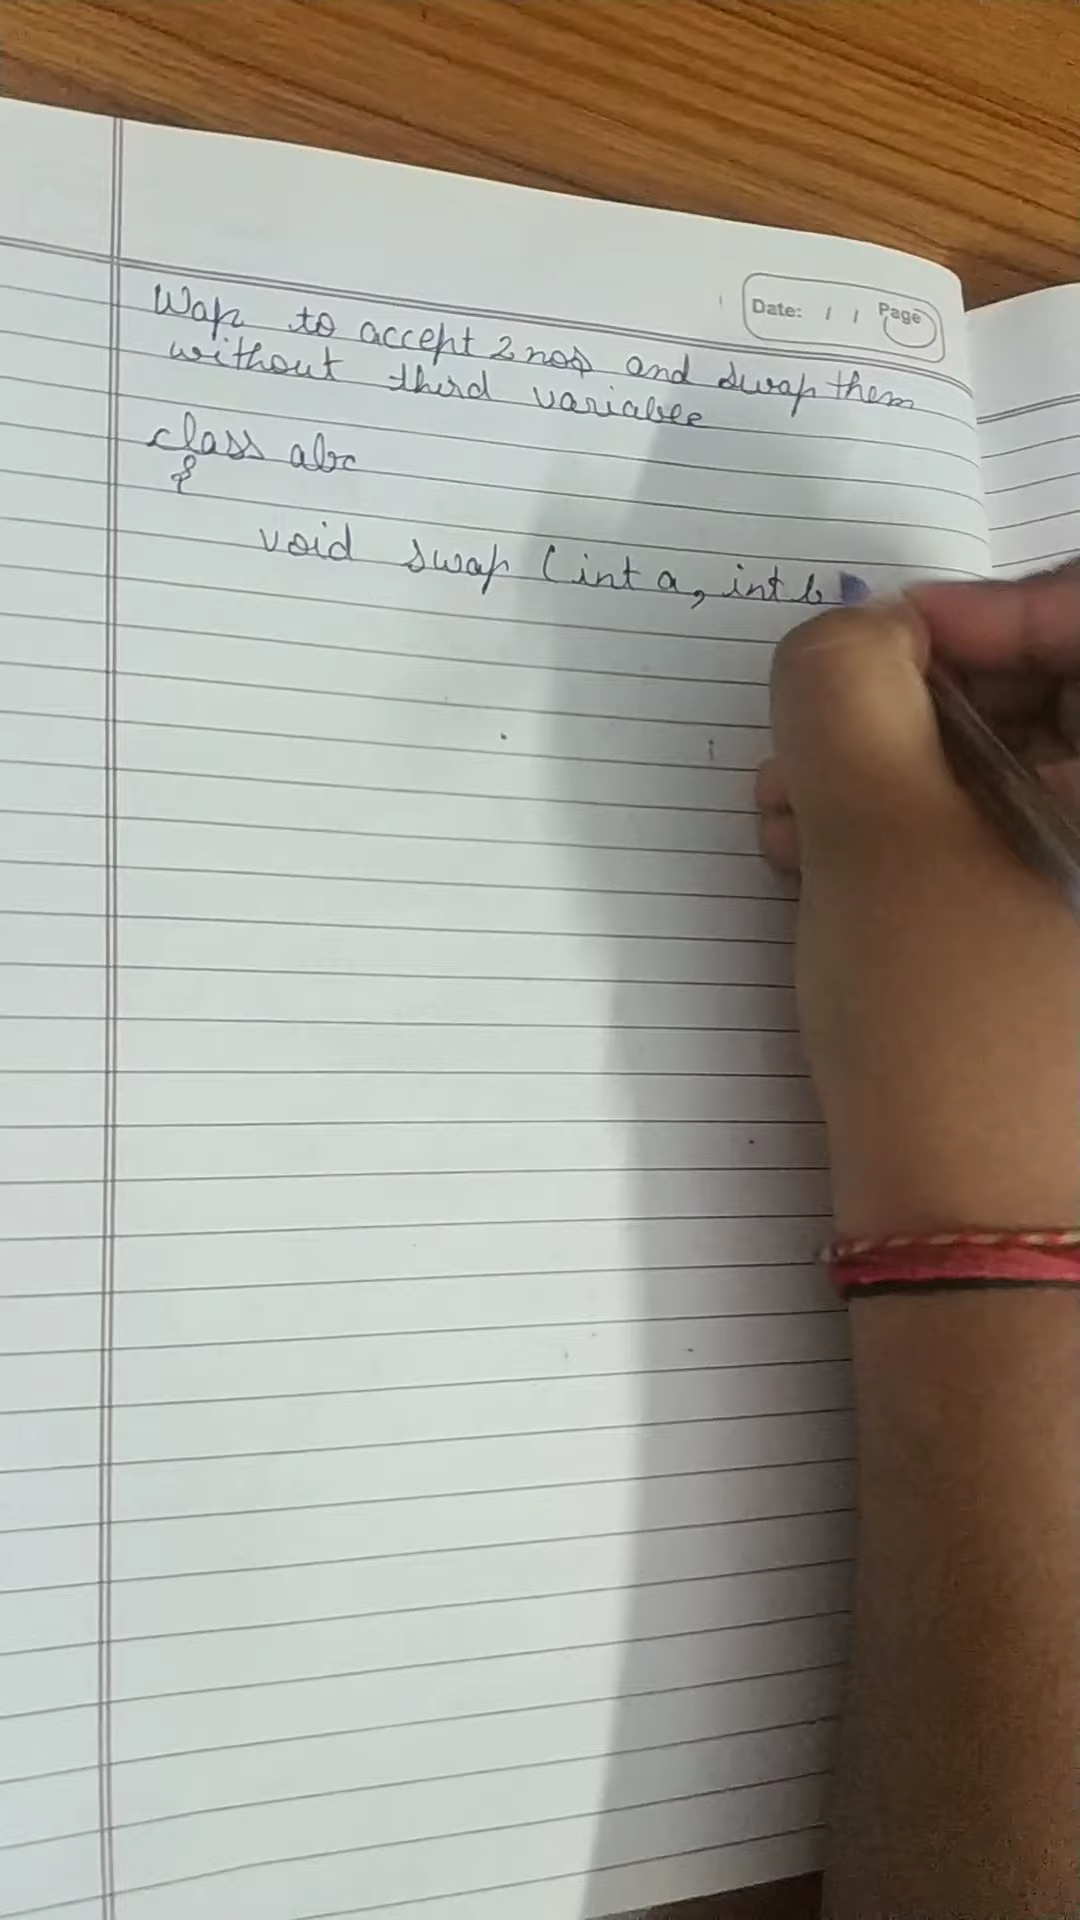 Date: / / Page
Wap to accept 2 nos and swap them
without third variable
class abc
{
void swap (int a, int b